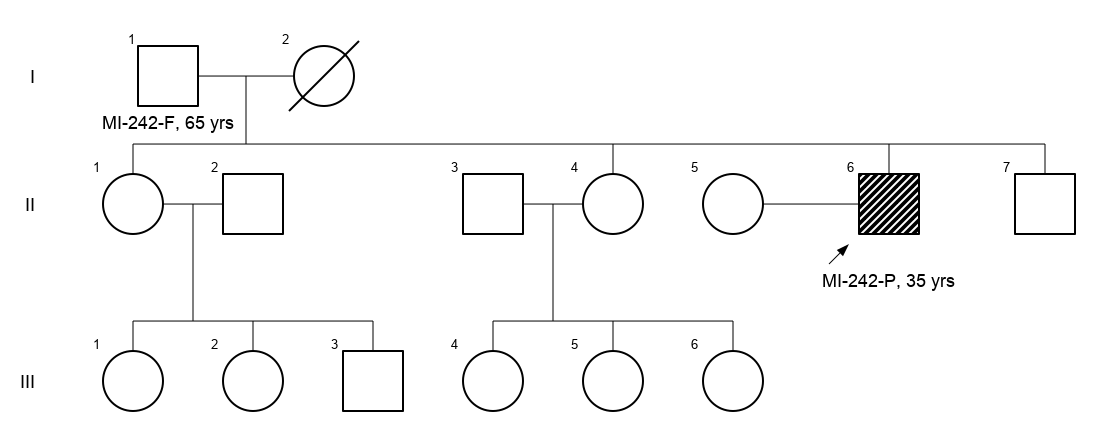 1 2
I
MI-242-F, 65 yrs
1 2 3 4 5 6 7
II
MI-242-P, 35 yrs
1 2 3 4 5 6
III